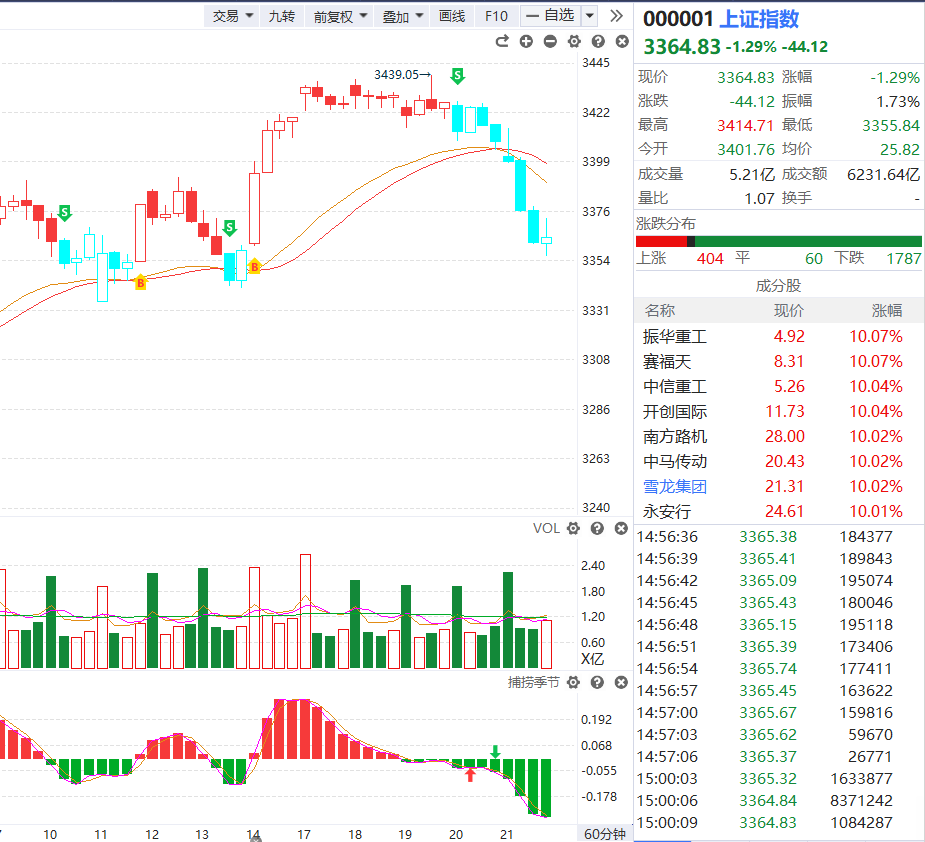 交易 九转 前复权 叠加 画线 F10 自选
000001 上证指数
3364.83 -1.29% -44.12
3445
3422
3399
3376
3354
3331
3308
3286
3263
3240
3439.05→
S
S
S
B
B
VOL
2.40
1.80
1.20
0.60
X亿
捕捞季节
0.192
0.068
-0.055
-0.178
10 11 12 13 14 17 18 19 20 21 60分钟
现价 3364.83 涨幅 -1.29%
涨跌 -44.12 振幅 1.73%
最高 3414.71 最低 3355.84
今开 3401.76 均价 25.82
成交量 5.21亿 成交额 6231.64亿
量比 1.07 换手 -
涨跌分布
上涨 404 平 60 下跌 1787
成分股
名称 现价 涨幅
振华重工 4.92 10.07%
赛福天 8.31 10.07%
中信重工 5.26 10.04%
开创国际 11.73 10.04%
南方路机 28.00 10.02%
中马传动 20.43 10.02%
雪龙集团 21.31 10.02%
永安行 24.61 10.01%
14:56:36 3365.38 184377
14:56:39 3365.41 189843
14:56:42 3365.09 195074
14:56:45 3365.43 180046
14:56:48 3365.15 195118
14:56:51 3365.39 173406
14:56:54 3365.74 177411
14:56:57 3365.45 163622
14:57:00 3365.67 159816
14:57:03 3365.62 59670
14:57:06 3365.37 26771
15:00:03 3365.32 1633877
15:00:06 3364.84 8371242
15:00:09 3364.83 1084287